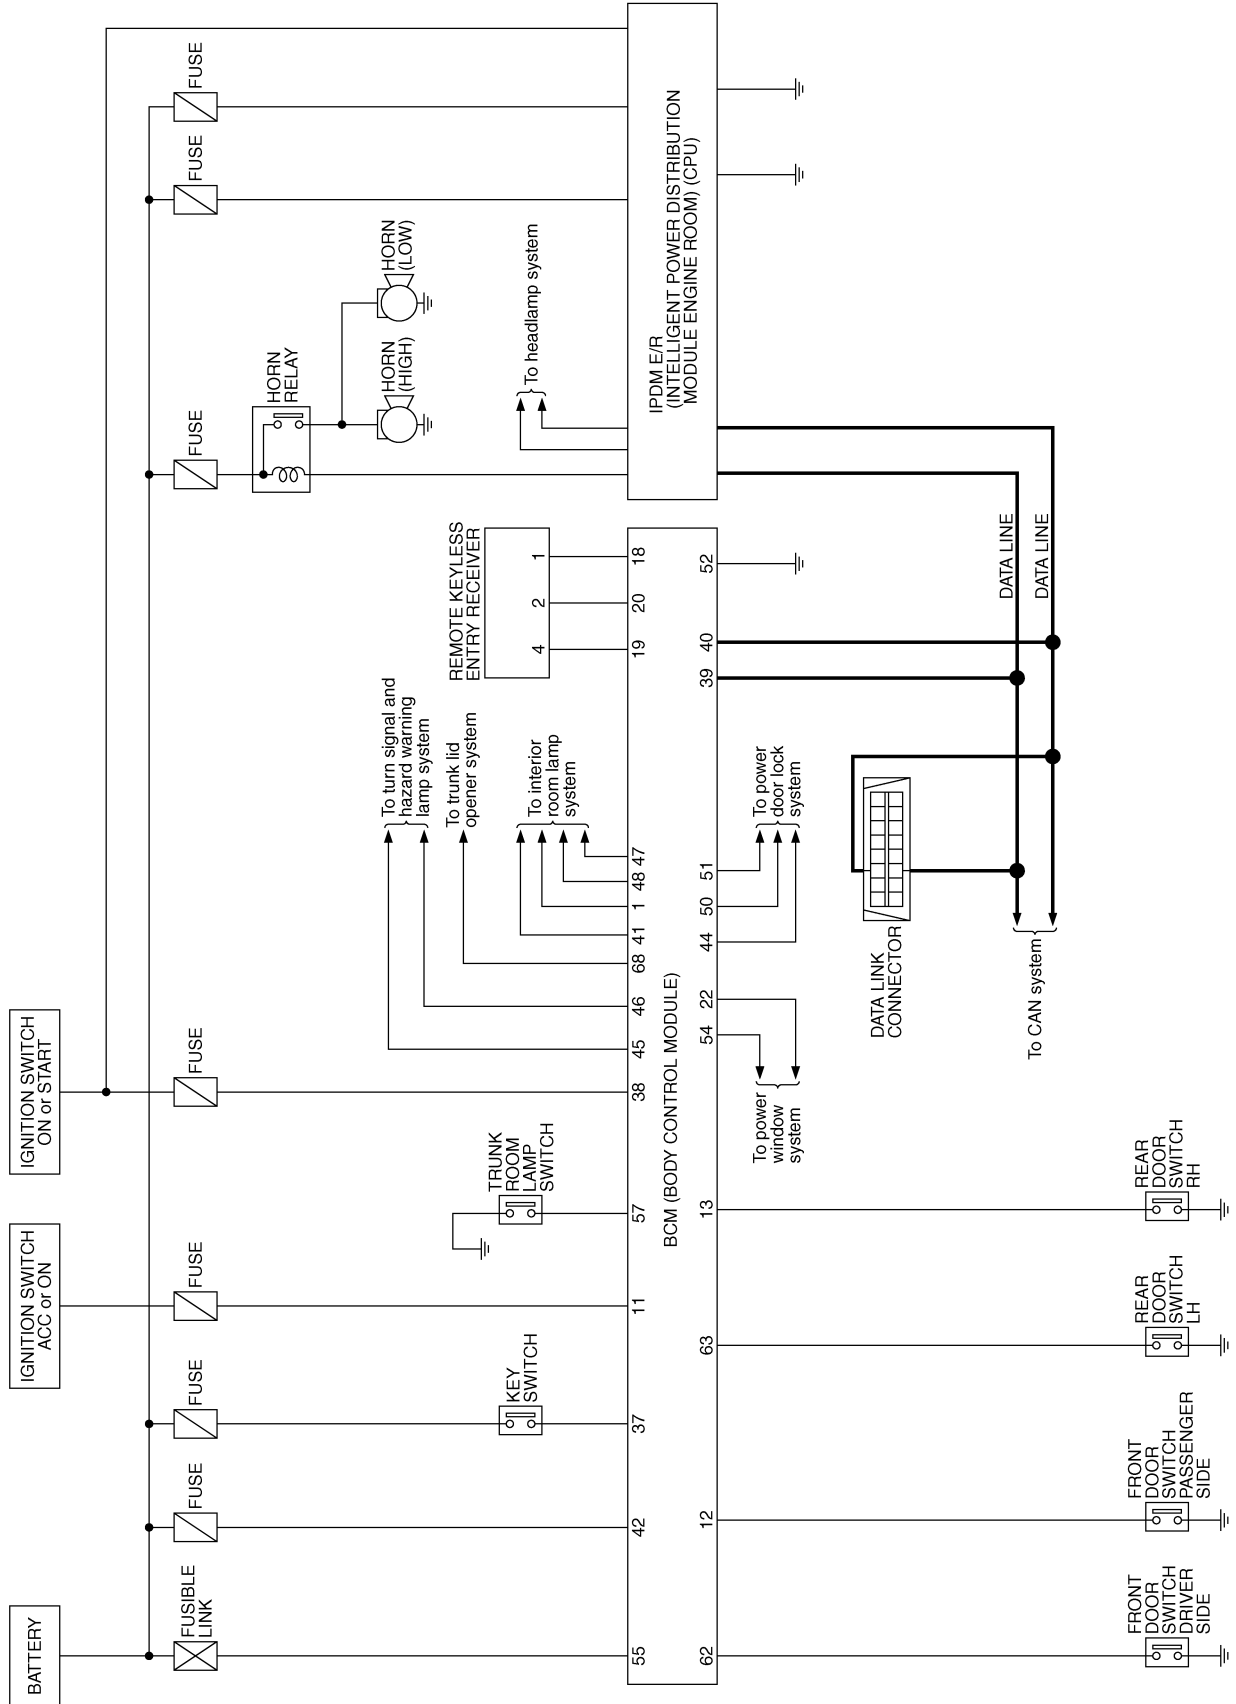 BATTERY
IGNITION SWITCH
ACC or ON
IGNITION SWITCH
ON or START
FUSIBLE
LINK
FUSE
FUSE
FUSE
FUSE
FUSE
FUSE
FUSE
HORN
RELAY
HORN
(HIGH)
HORN
(LOW)
KEY
SWITCH
TRUNK
ROOM
LAMP
SWITCH
To turn signal and
hazard warning
lamp system
To trunk lid
opener system
To interior
room lamp
system
REMOTE KEYLESS
ENTRY RECEIVER
4 2 1
To headlamp system
55 42 37 11 57 38 45 46 68 41 1 48 47 19 20 18
BCM (BODY CONTROL MODULE)
IPDM E/R
(INTELLIGENT POWER DISTRIBUTION
MODULE ENGINE ROOM) (CPU)
62 12 63 13 54 22 44 50 51 39 40 52
To power
window
system
To power
door lock
system
DATA LINK
CONNECTOR
DATA LINE
DATA LINE
To CAN system
FRONT
DOOR
SWITCH
DRIVER
SIDE
FRONT
DOOR
SWITCH
PASSENGER
SIDE
REAR
DOOR
SWITCH
LH
REAR
DOOR
SWITCH
RH